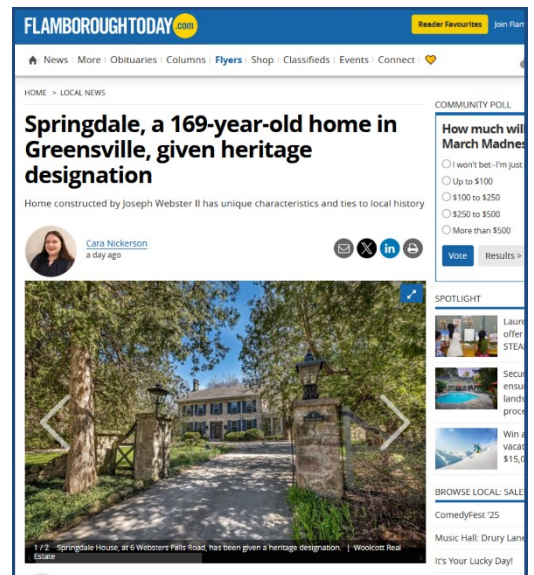 FLAMBOROUGHTODAY.com
Reader Favourites
Join Flam
News
More
Obituaries
Columns
Flyers
Shop
Classifieds
Events
Connect
HOME > LOCAL NEWS
Springdale, a 169-year-old home in
Greensville, given heritage
designation
Home constructed by Joseph Webster II has unique characteristics and ties to local history
Cara Nickerson
a day ago
1 / 2 Springdale House, at 6 Websters Falls Road, has been given a heritage designation. | Woolcott Real
Estate
COMMUNITY POLL
How much will
March Madnes
I won't bet--I'm just
Up to $100
$100 to $250
$250 to $500
More than $500
Vote
Results >
SPOTLIGHT
Laure
offer
STEA
Secur
ensu
lands
proce
Win a
vacat
$15,0
BROWSE LOCAL: SALE
ComedyFest '25
Music Hall: Drury Lane
It's Your Lucky Day!